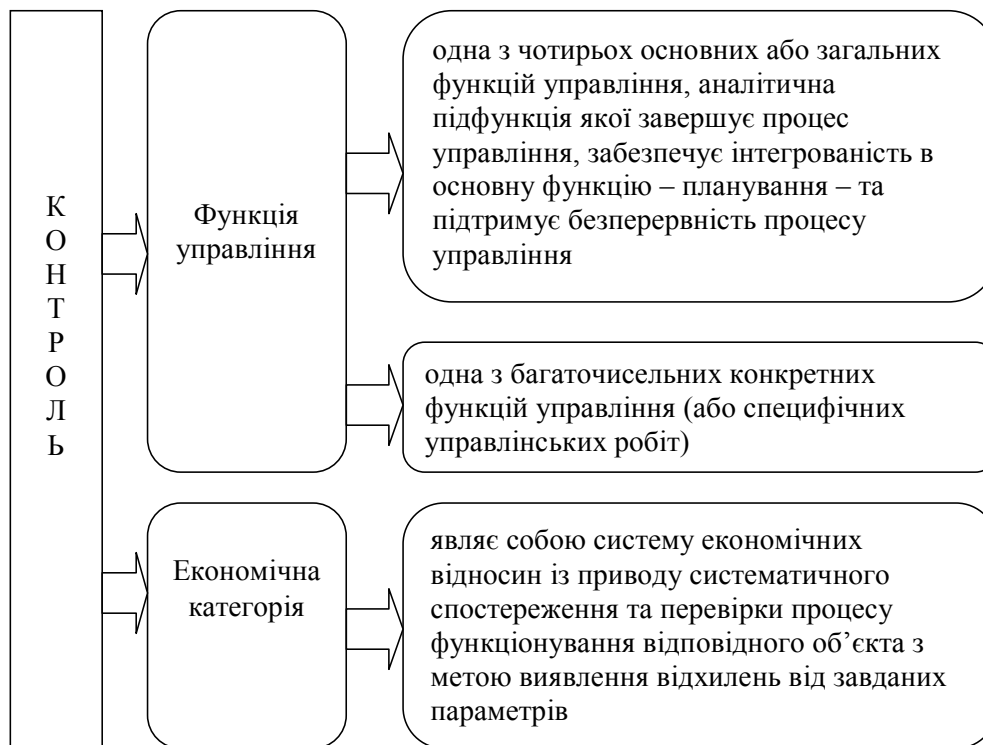 КОНТРОЛЬ
Функція
управління
одна з чотирьох основних або загальних
функцій управління, аналітична
підфункція якої завершує процес
управління, забезпечує інтегрованість в
основну функцію – планування – та
підтримує безперервність процесу
управління
одна з багаточисельних конкретних
функцій управління (або специфічних
управлінських робіт)
Економічна
категорія
являє собою систему економічних
відносин із приводу систематичного
спостереження та перевірки процесу
функціонування відповідного об’єкта з
метою виявлення відхилень від завданих
параметрів